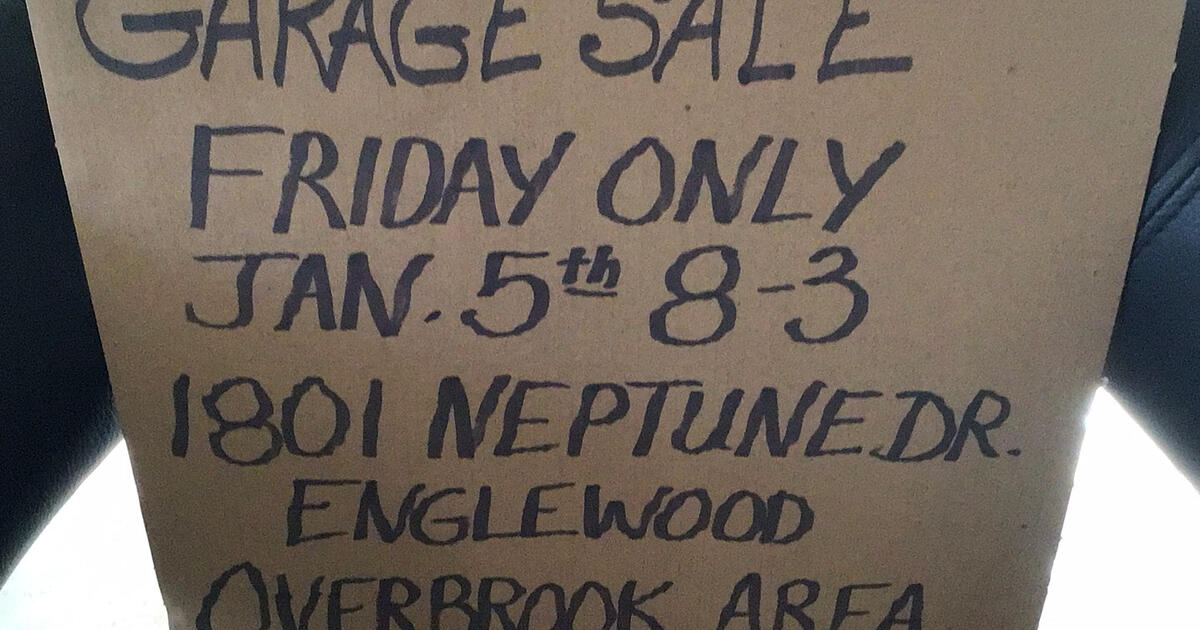 GARAGE SALE
FRIDAY ONLY
JAN. 5th 8-3
1801 NEPTUNE DR.
ENGLEWOOD
OVERBROOK AREA